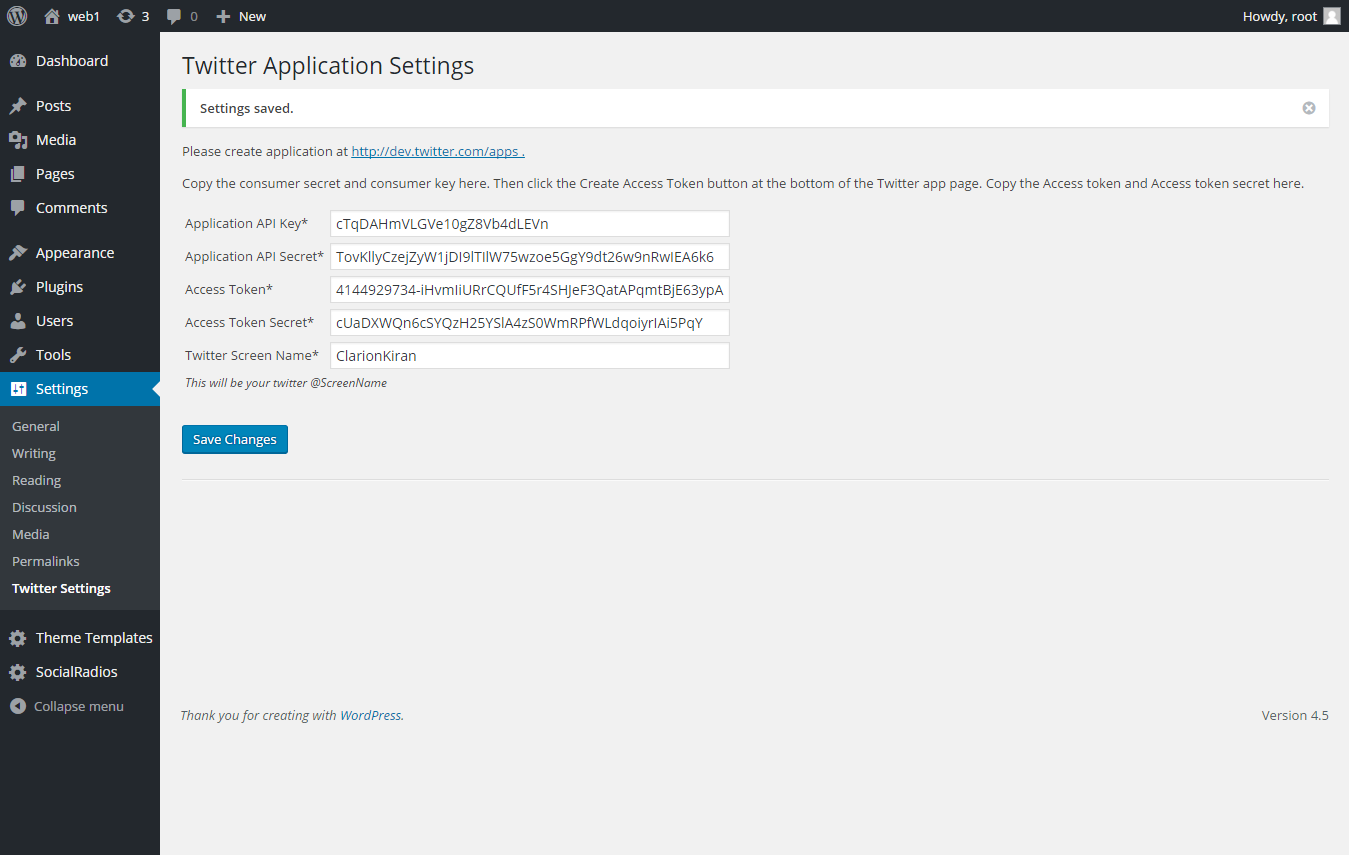 web1 3 0 New Howdy, root
Dashboard
Posts
Media
Pages
Comments
Appearance
Plugins
Users
Tools
Settings
General
Writing
Reading
Discussion
Media
Permalinks
Twitter Settings
Theme Templates
SocialRadios
Collapse menu
Twitter Application Settings
Settings saved.
Please create application at http://dev.twitter.com/apps .
Copy the consumer secret and consumer key here. Then click the Create Access Token button at the bottom of the Twitter app page. Copy the Access token and Access token secret here.
Application API Key* cTqDAHmVLGVe10gZ8Vb4dLEVn
Application API Secret* TovKllyCzejZyW1jDI9lTIlW75wzoe5GgY9dt26w9nRwIEA6k6
Access Token* 4144929734-iHvmIiURrCQUfF5r4SHJeF3QatAPqmtBjE63ypA
Access Token Secret* cUaDXWQn6cSYQzH25YSlA4zS0WmRPfWLdqoiyrIAi5PqY
Twitter Screen Name* ClarionKiran
This will be your twitter @ScreenName
Save Changes
Thank you for creating with WordPress. Version 4.5